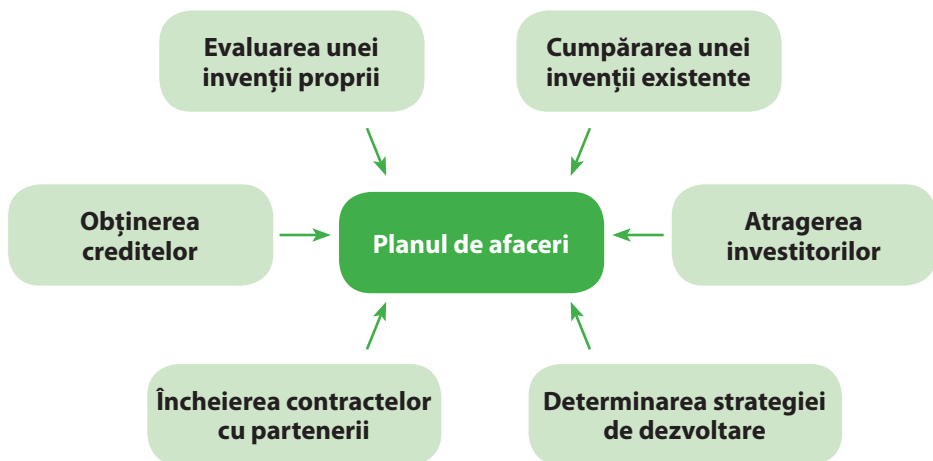 Evaluarea unei
invenții proprii
Cumpărarea unei
invenții existente
Obținerea
creditelor
Planul de afaceri
Atragerea
investitorilor
Încheierea contractelor
cu partenerii
Determinarea strategiei
de dezvoltare